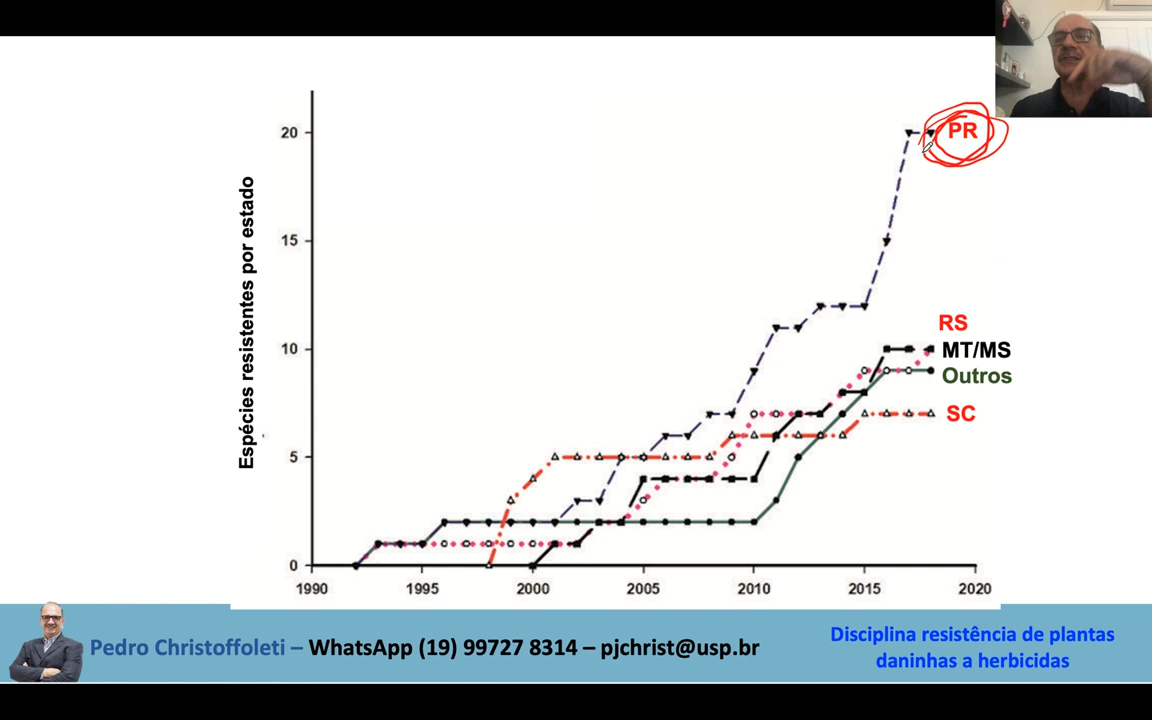 Espécies resistentes por estado
20
15
10
5
0
1990 1995 2000 2005 2010 2015 2020
PR
RS
MT/MS
Outros
SC
Pedro Christoffoleti – WhatsApp (19) 99727 8314 – pjchrist@usp.br
Disciplina resistência de plantas
daninhas a herbicidas